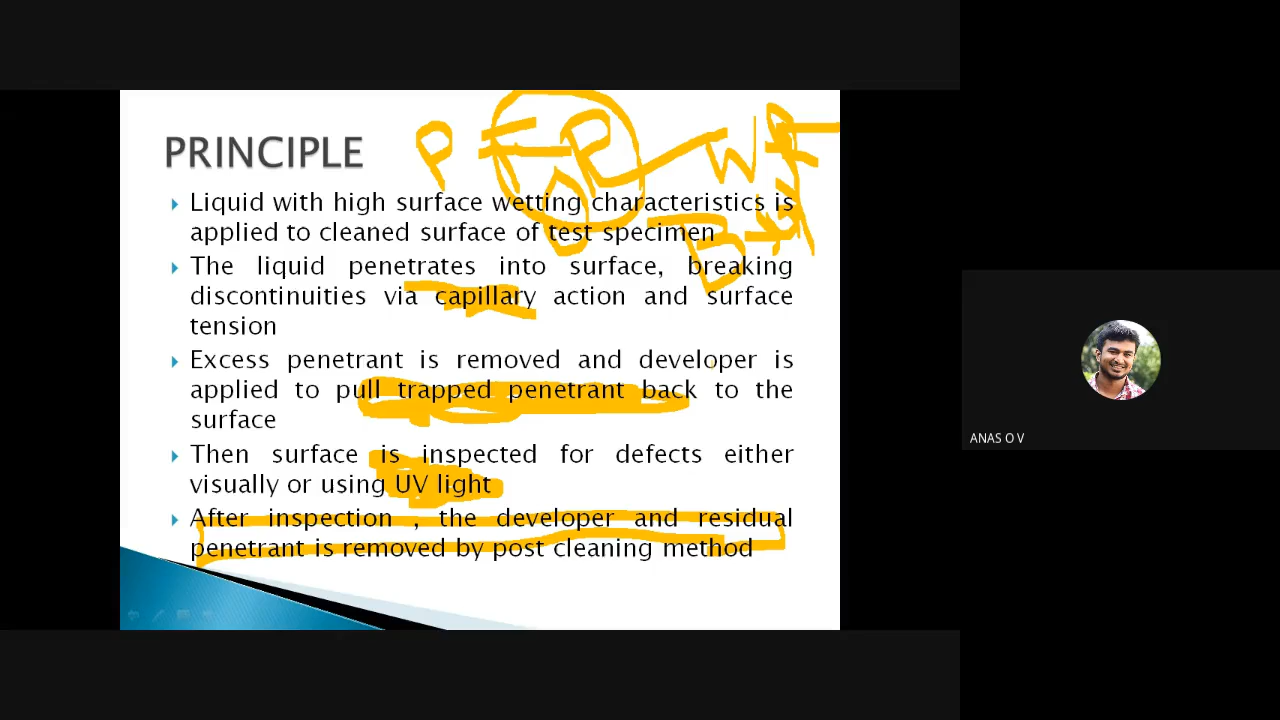 PRINCIPLE
Liquid with high surface wetting characteristics is
applied to cleaned surface of test specimen
The liquid penetrates into surface, breaking
discontinuities via capillary action and surface
tension
Excess penetrant is removed and developer is
applied to pull trapped penetrant back to the
surface
Then surface is inspected for defects either
visually or using UV light
After inspection , the developer and residual
penetrant is removed by post cleaning method
ANAS O V